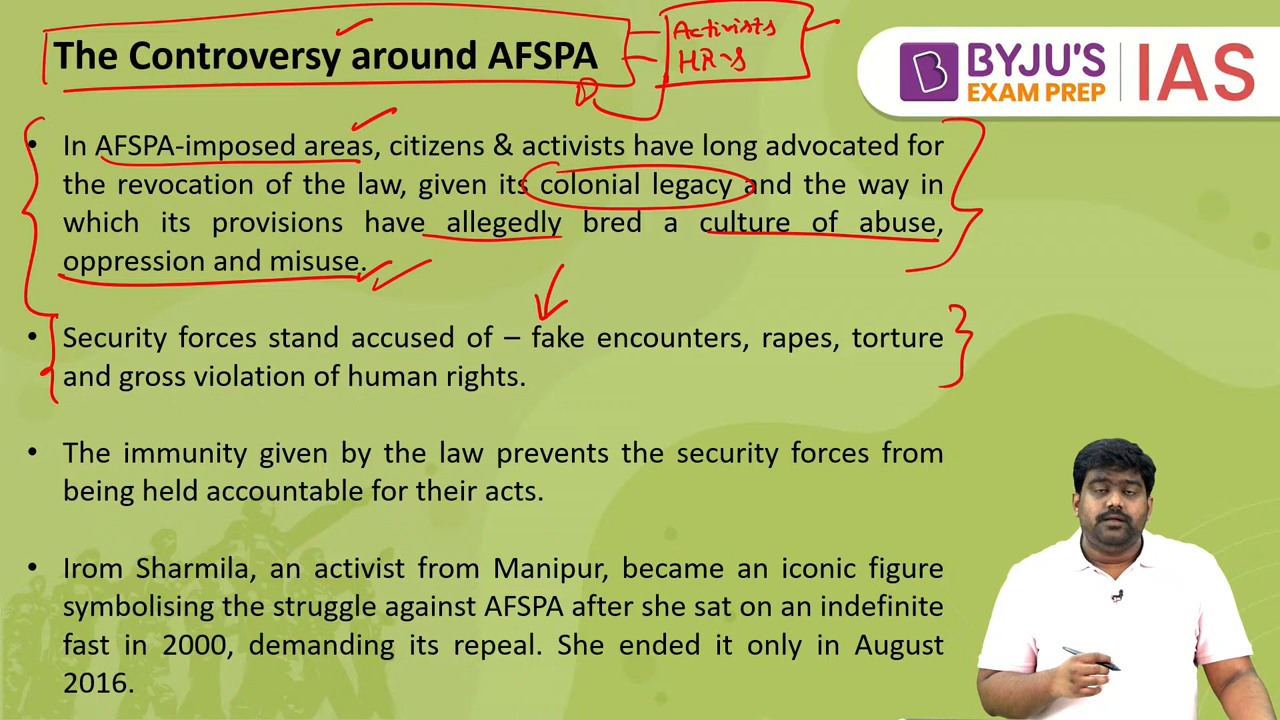 The Controversy around AFSPA
Activists
HR-s
BYJU'S
EXAM PREP
IAS
• In AFSPA-imposed areas, citizens & activists have long advocated for
the revocation of the law, given its colonial legacy and the way in
which its provisions have allegedly bred a culture of abuse,
oppression and misuse.
• Security forces stand accused of – fake encounters, rapes, torture
and gross violation of human rights.
• The immunity given by the law prevents the security forces from
being held accountable for their acts.
• Irom Sharmila, an activist from Manipur, became an iconic figure
symbolising the struggle against AFSPA after she sat on an indefinite
fast in 2000, demanding its repeal. She ended it only in August
2016.